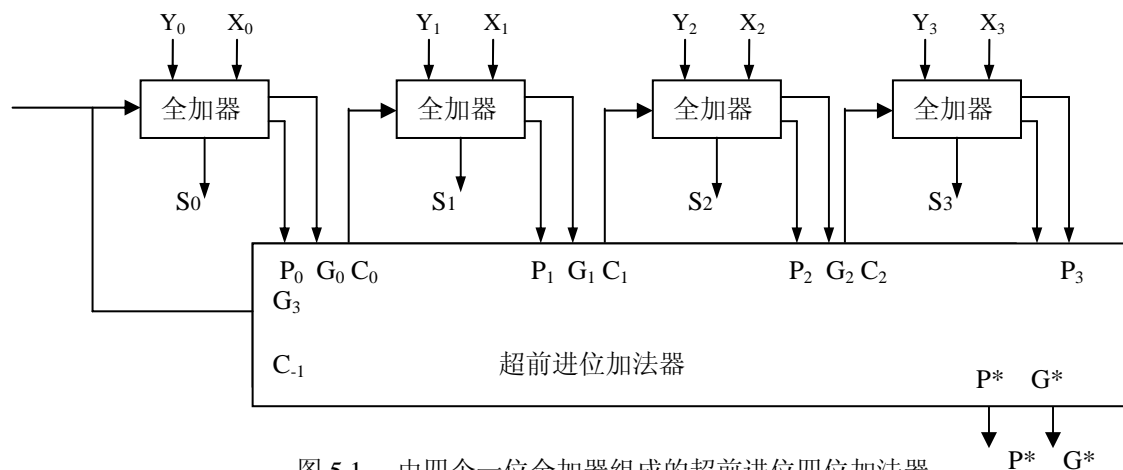 Y0 X0 Y1 X1 Y2 X2 Y3 X3
全加器 全加器 全加器 全加器
S0 S1 S2 S3
P0 G0 C0 P1 G1 C1 P2 G2 C2 P3
G3
C-1 超前进位加法器
P* G*
P* G*
图 5.1 由四个一位全加器组成的超前进位四位加法器